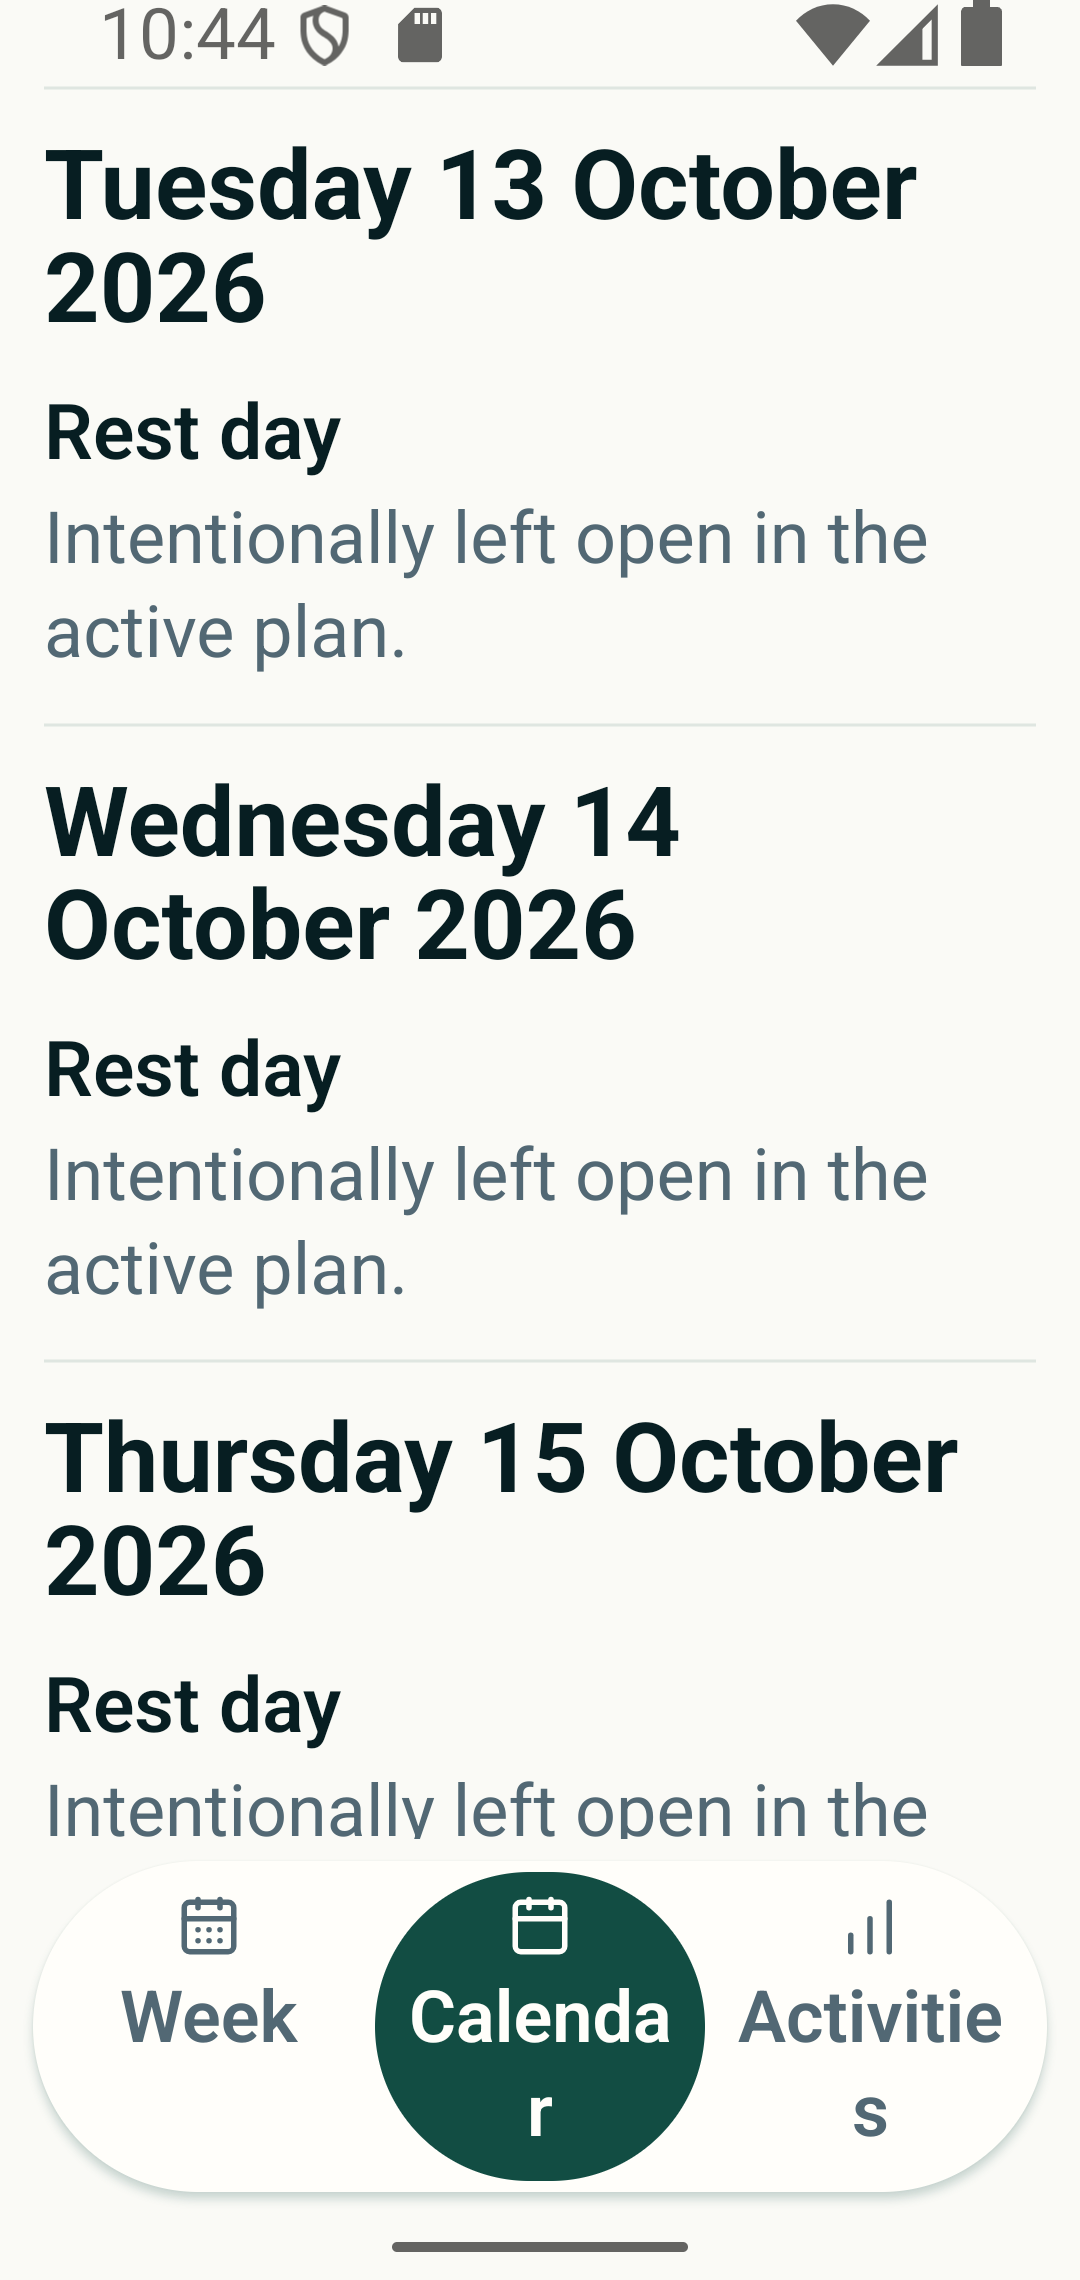 10:44
Tuesday 13 October
2026
Rest day
Intentionally left open in the
active plan.
Wednesday 14
October 2026
Rest day
Intentionally left open in the
active plan.
Thursday 15 October
2026
Rest day
Intentionally left open in the
Week
Calenda
r
Activitie
s